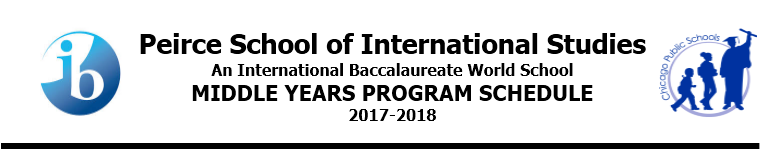 ib
Peirce School of International Studies
An International Baccalaureate World School
MIDDLE YEARS PROGRAM SCHEDULE
2017-2018
Chicago Public Schools